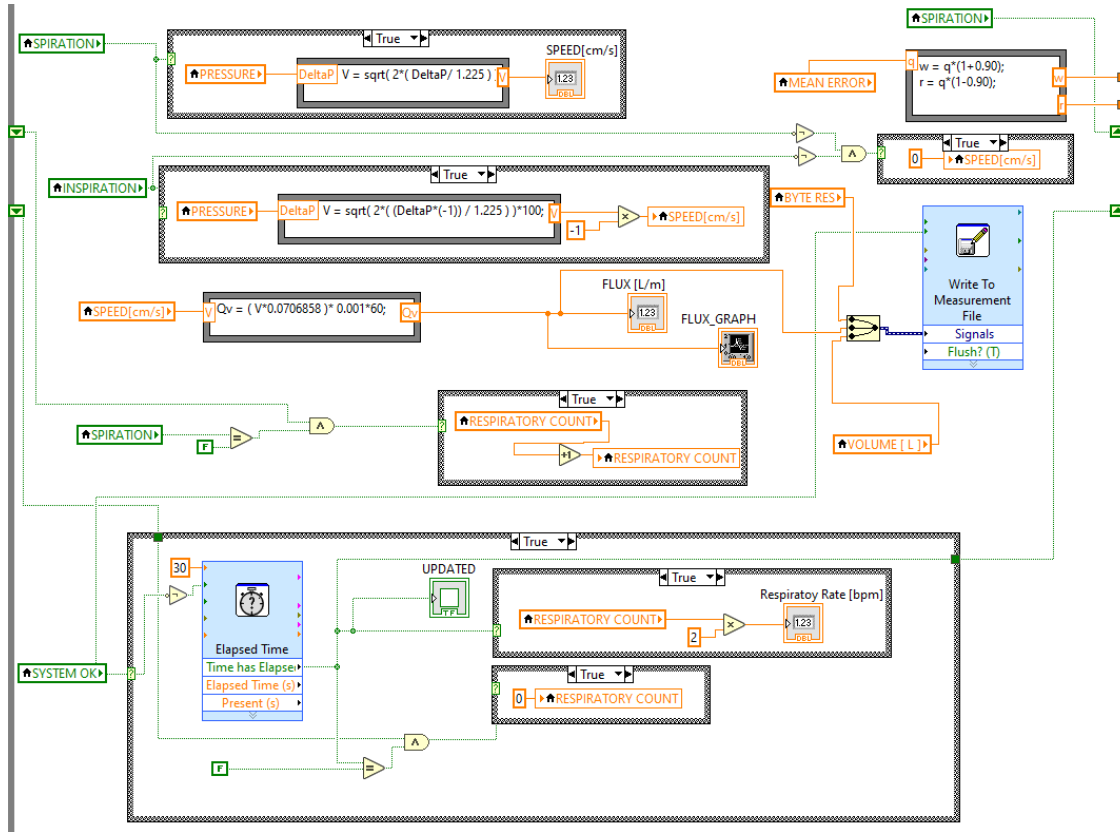 SPIRATION
True
SPEED[cm/s]
PRESSURE
DeltaP
V = sqrt( 2*( DeltaP/ 1.225 )
V
1.23
DBL
SPIRATION
MEAN ERROR
q
w = q*(1+0.90);
r = q*(1-0.90);
w
r
True
0
SPEED[cm/s]
INSPIRATION
True
PRESSURE
DeltaP
V = sqrt( 2*( (DeltaP*(-1)) / 1.225 ) )*100;
V
-1
x
SPEED[cm/s]
BYTE RES
Write To
Measurement
File
Signals
Flush? (T)
SPEED[cm/s]
V
Qv = ( V*0.0706858 )* 0.001*60;
Qv
FLUX [L/m]
1.23
DBL
FLUX_GRAPH
VOLUME [ L ]
True
RESPIRATORY COUNT
+1
RESPIRATORY COUNT
SPIRATION
F
=
True
30
Elapsed Time
Time has Elapse
Elapsed Time (s)
Present (s)
SYSTEM OK
UPDATED
TF
True
RESPIRATORY COUNT
2
x
Respiratoy Rate [bpm]
1.23
DBL
True
0
RESPIRATORY COUNT
F
=